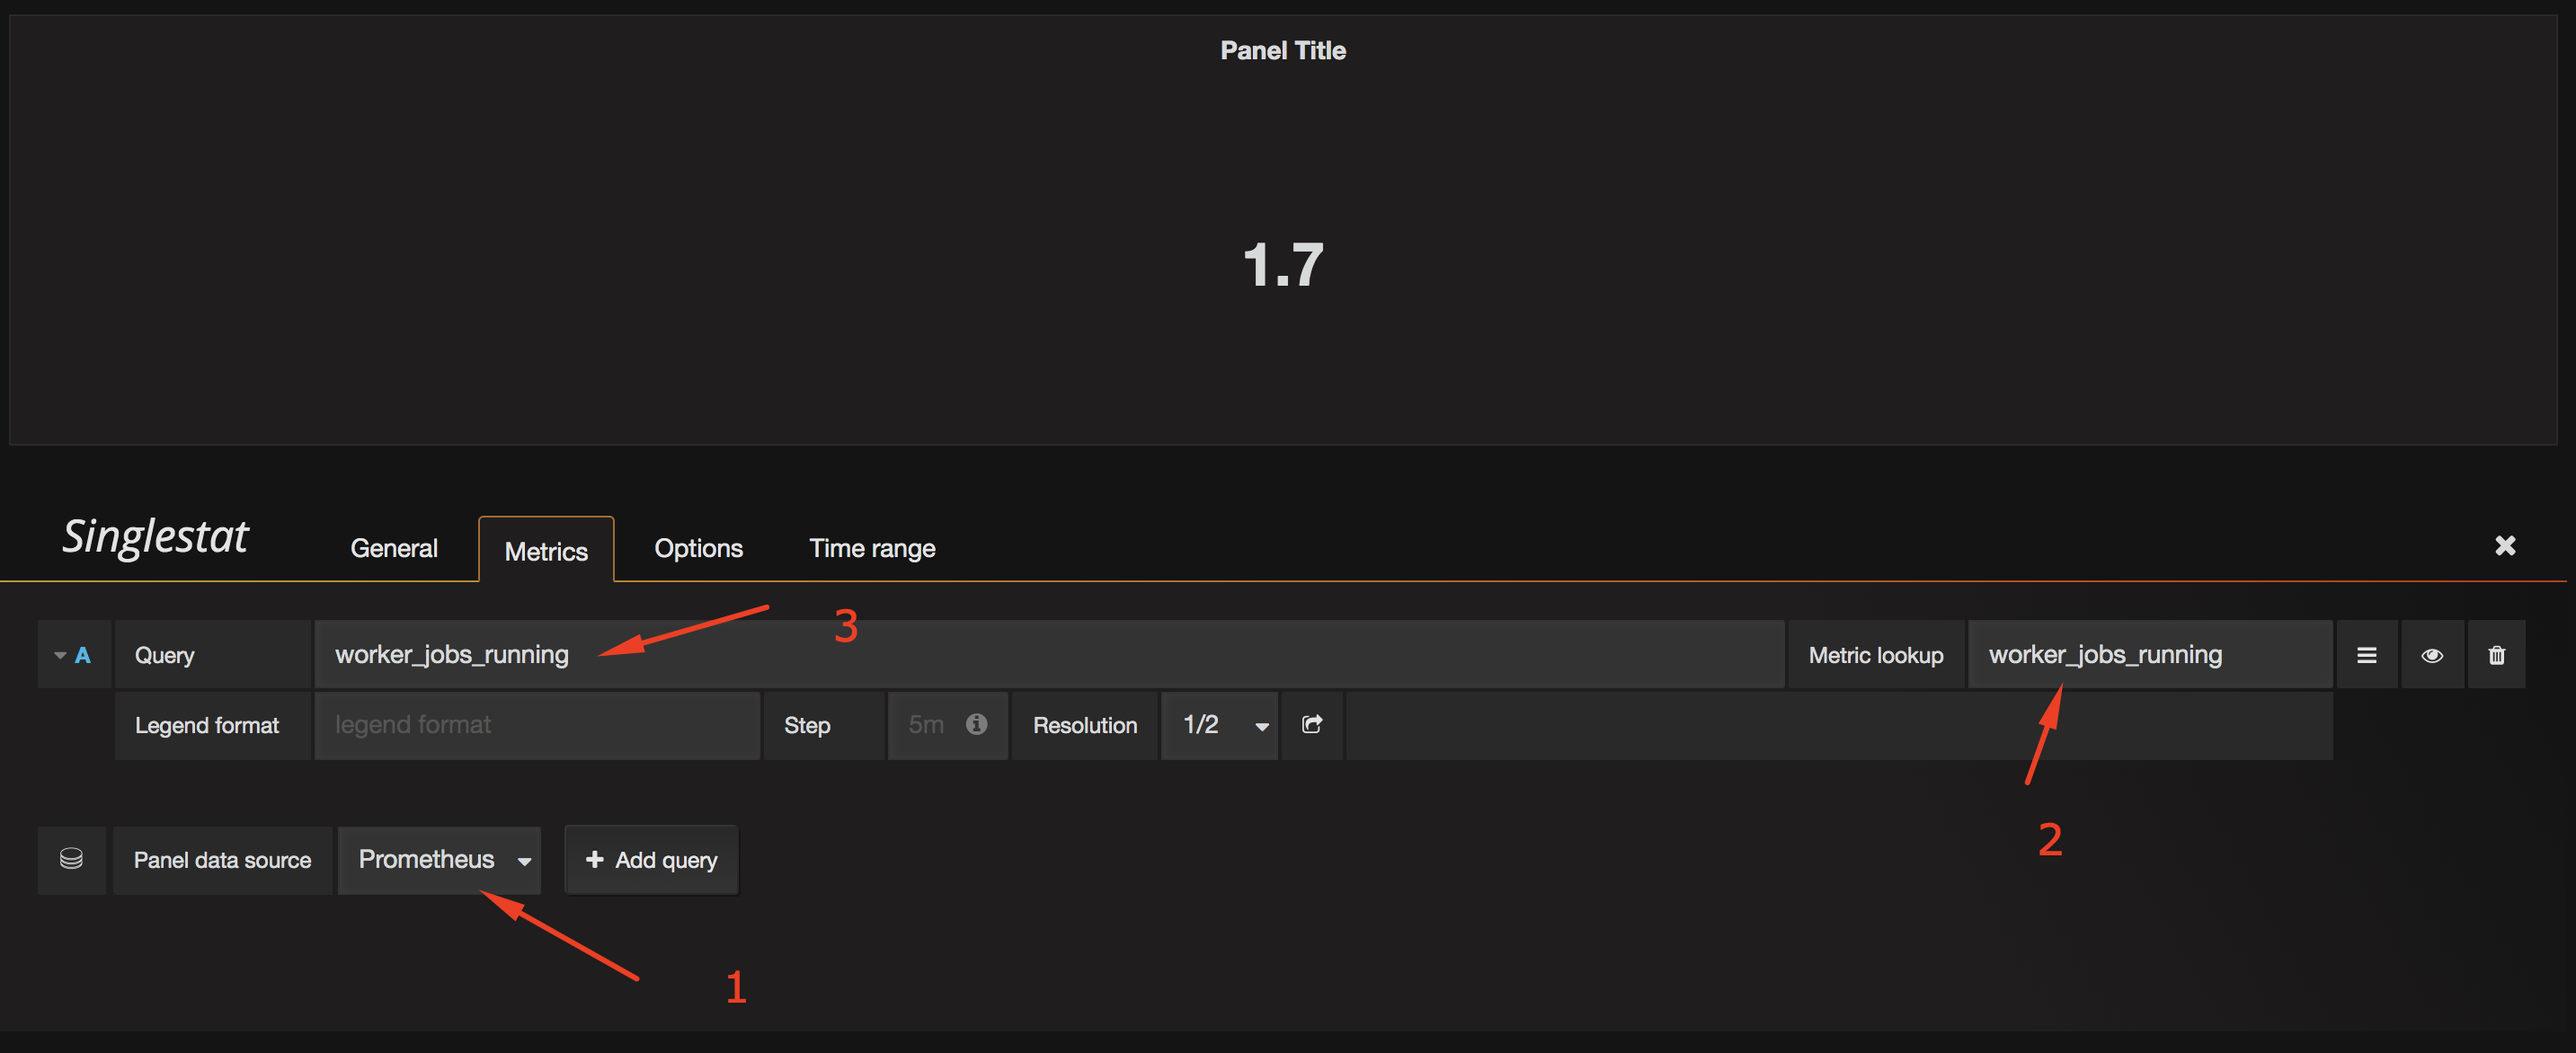 Panel Title
1.7
Singlestat General Metrics Options Time range
3
A Query worker_jobs_running Metric lookup worker_jobs_running
Legend format legend format Step 5m Resolution 1/2
2
Panel data source Prometheus Add query
1